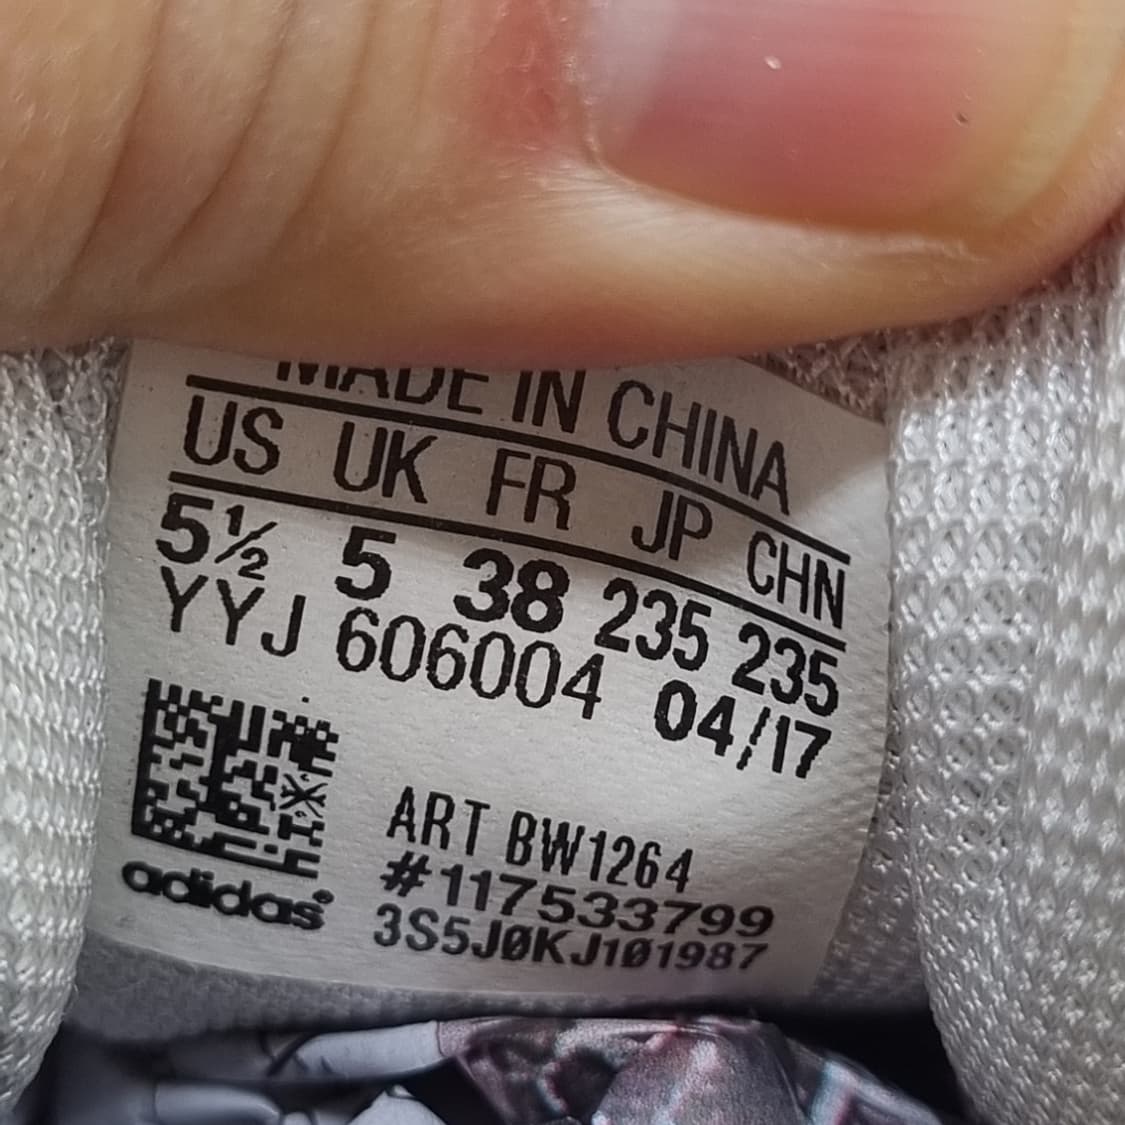 MADE IN CHINA
US UK FR JP CHN
5½ 5 38 235 235
YYJ 606004 04/17
ART BW1264
#117533799
3S5JØKJ1Ø1987
adidas®